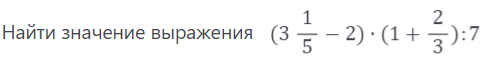 Найти значение выражения (3 1/5 − 2) · (1 + 2/3) : 7